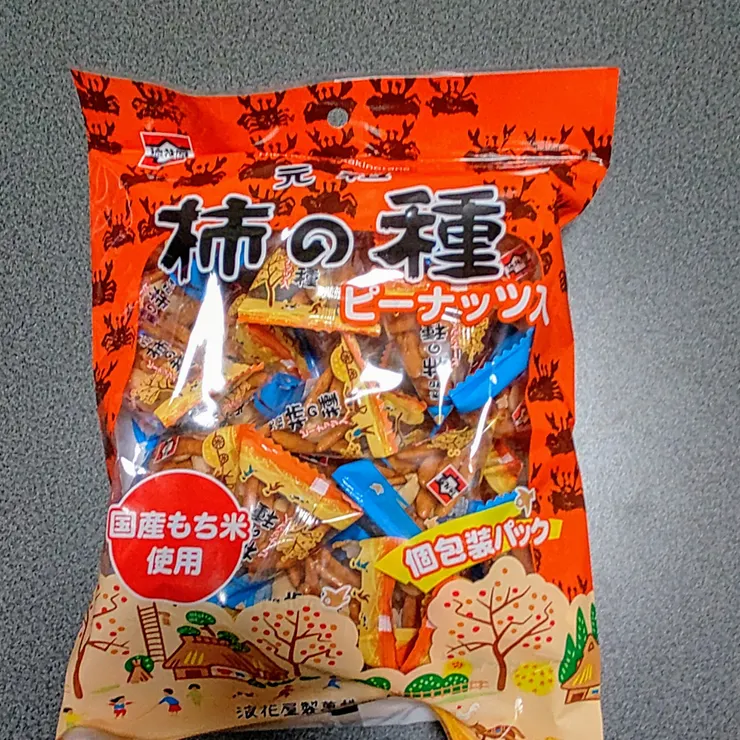 元祖
柿の種
ピーナッツ入
国産もち米
使用
個包装パック
浪花屋製菓株